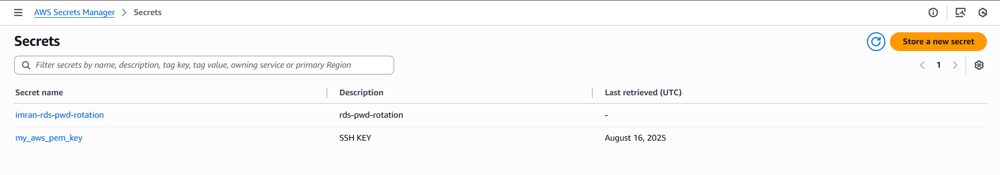 AWS Secrets Manager > Secrets
Secrets
Store a new secret
Filter secrets by name, description, tag key, tag value, owning service or primary Region
1
Secret name Description Last retrieved (UTC)
imran-rds-pwd-rotation rds-pwd-rotation -
my_aws_pem_key SSH KEY August 16, 2025